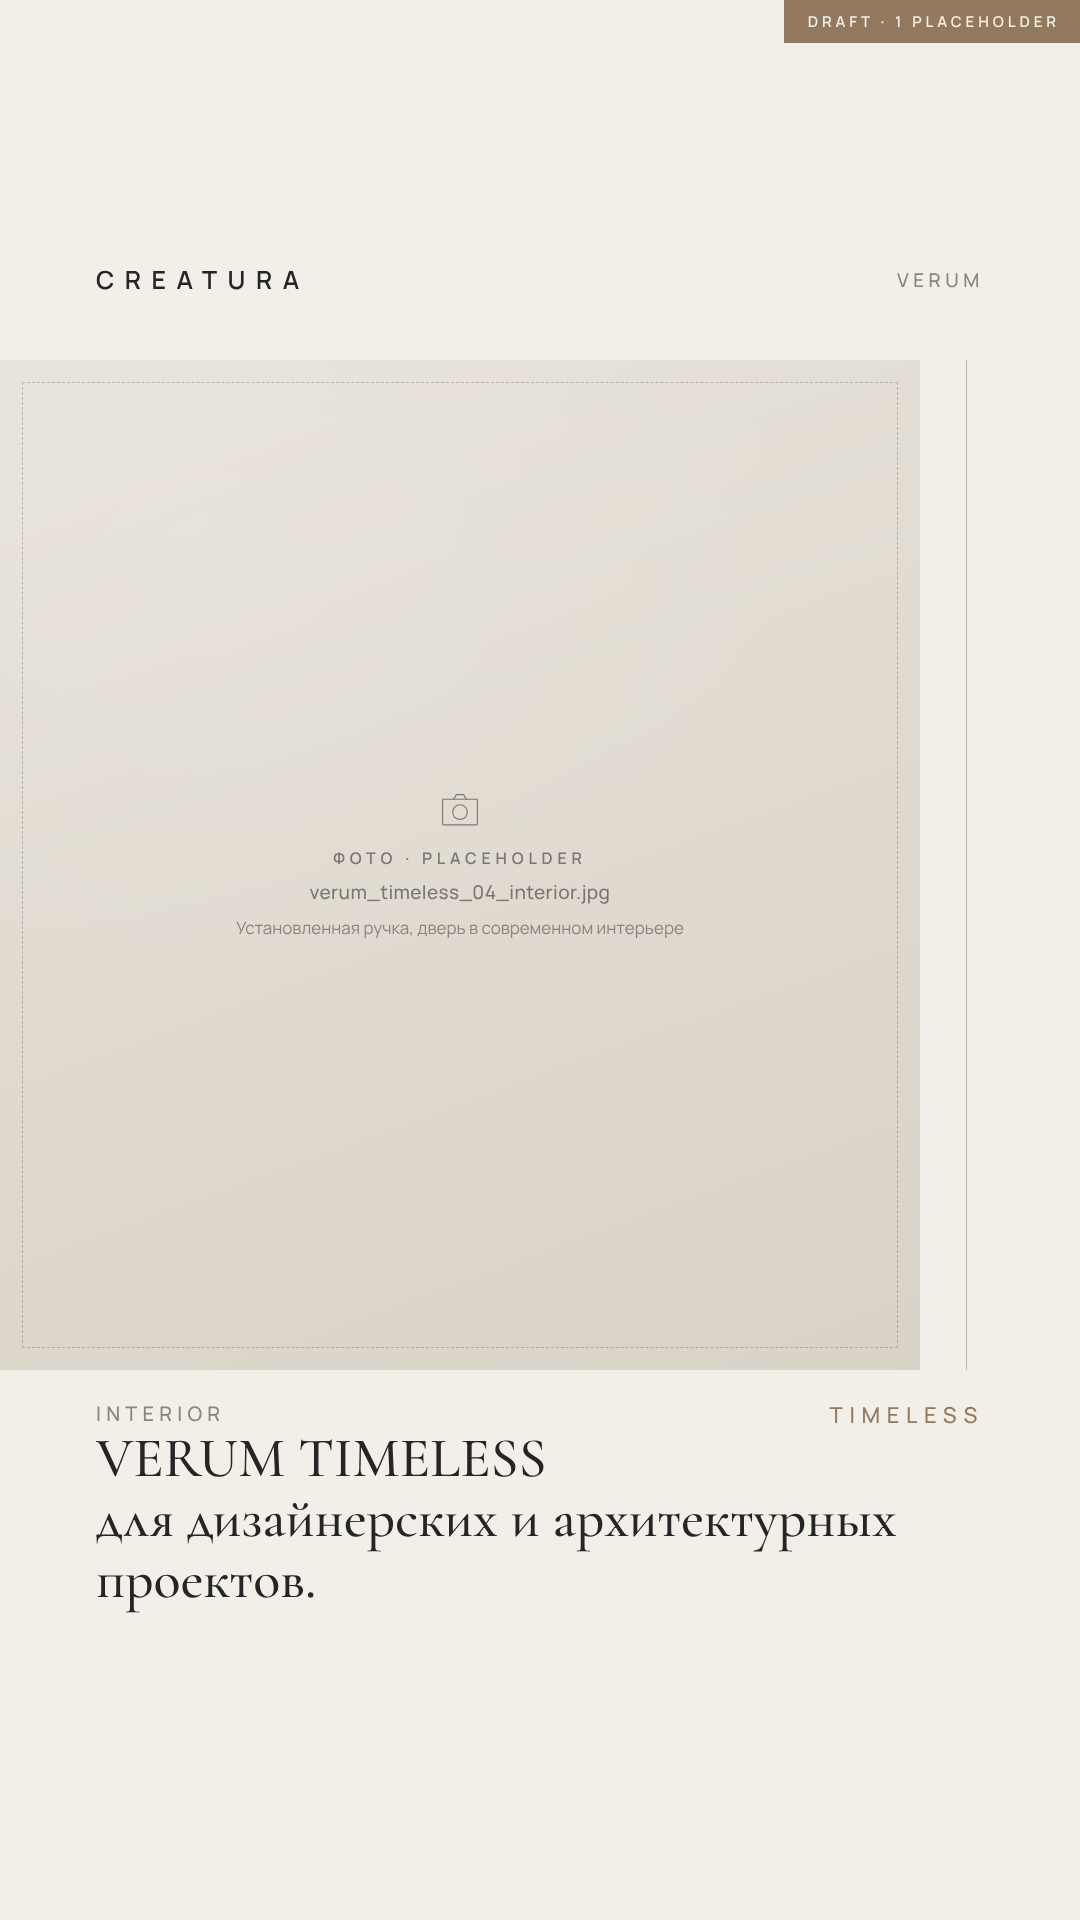 DRAFT · 1 PLACEHOLDER
CREATURA
VERUM
ФОТО · PLACEHOLDER
verum_timeless_04_interior.jpg
Установленная ручка, дверь в современном интерьере
INTERIOR
TIMELESS
VERUM TIMELESS
для дизайнерских и архитектурных
проектов.